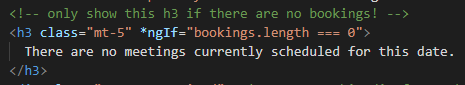 <!-- only show this h3 if there are no bookings! -->
<h3 class="mt-5" *ngIf="bookings.length === 0">
There are no meetings currently scheduled for this date.
</h3>